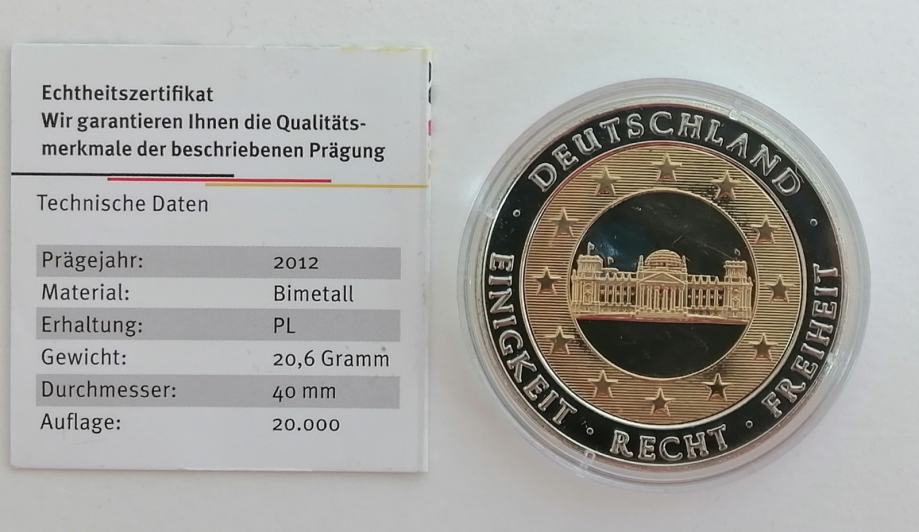 Echtheitszertifikat
Wir garantieren Ihnen die Qualitäts-
merkmale der beschriebenen Prägung
Technische Daten
Prägejahr: 2012
Material: Bimetall
Erhaltung: PL
Gewicht: 20,6 Gramm
Durchmesser: 40 mm
Auflage: 20.000
DEUTSCHLAND
EINIGKEIT · RECHT · FREIHEIT